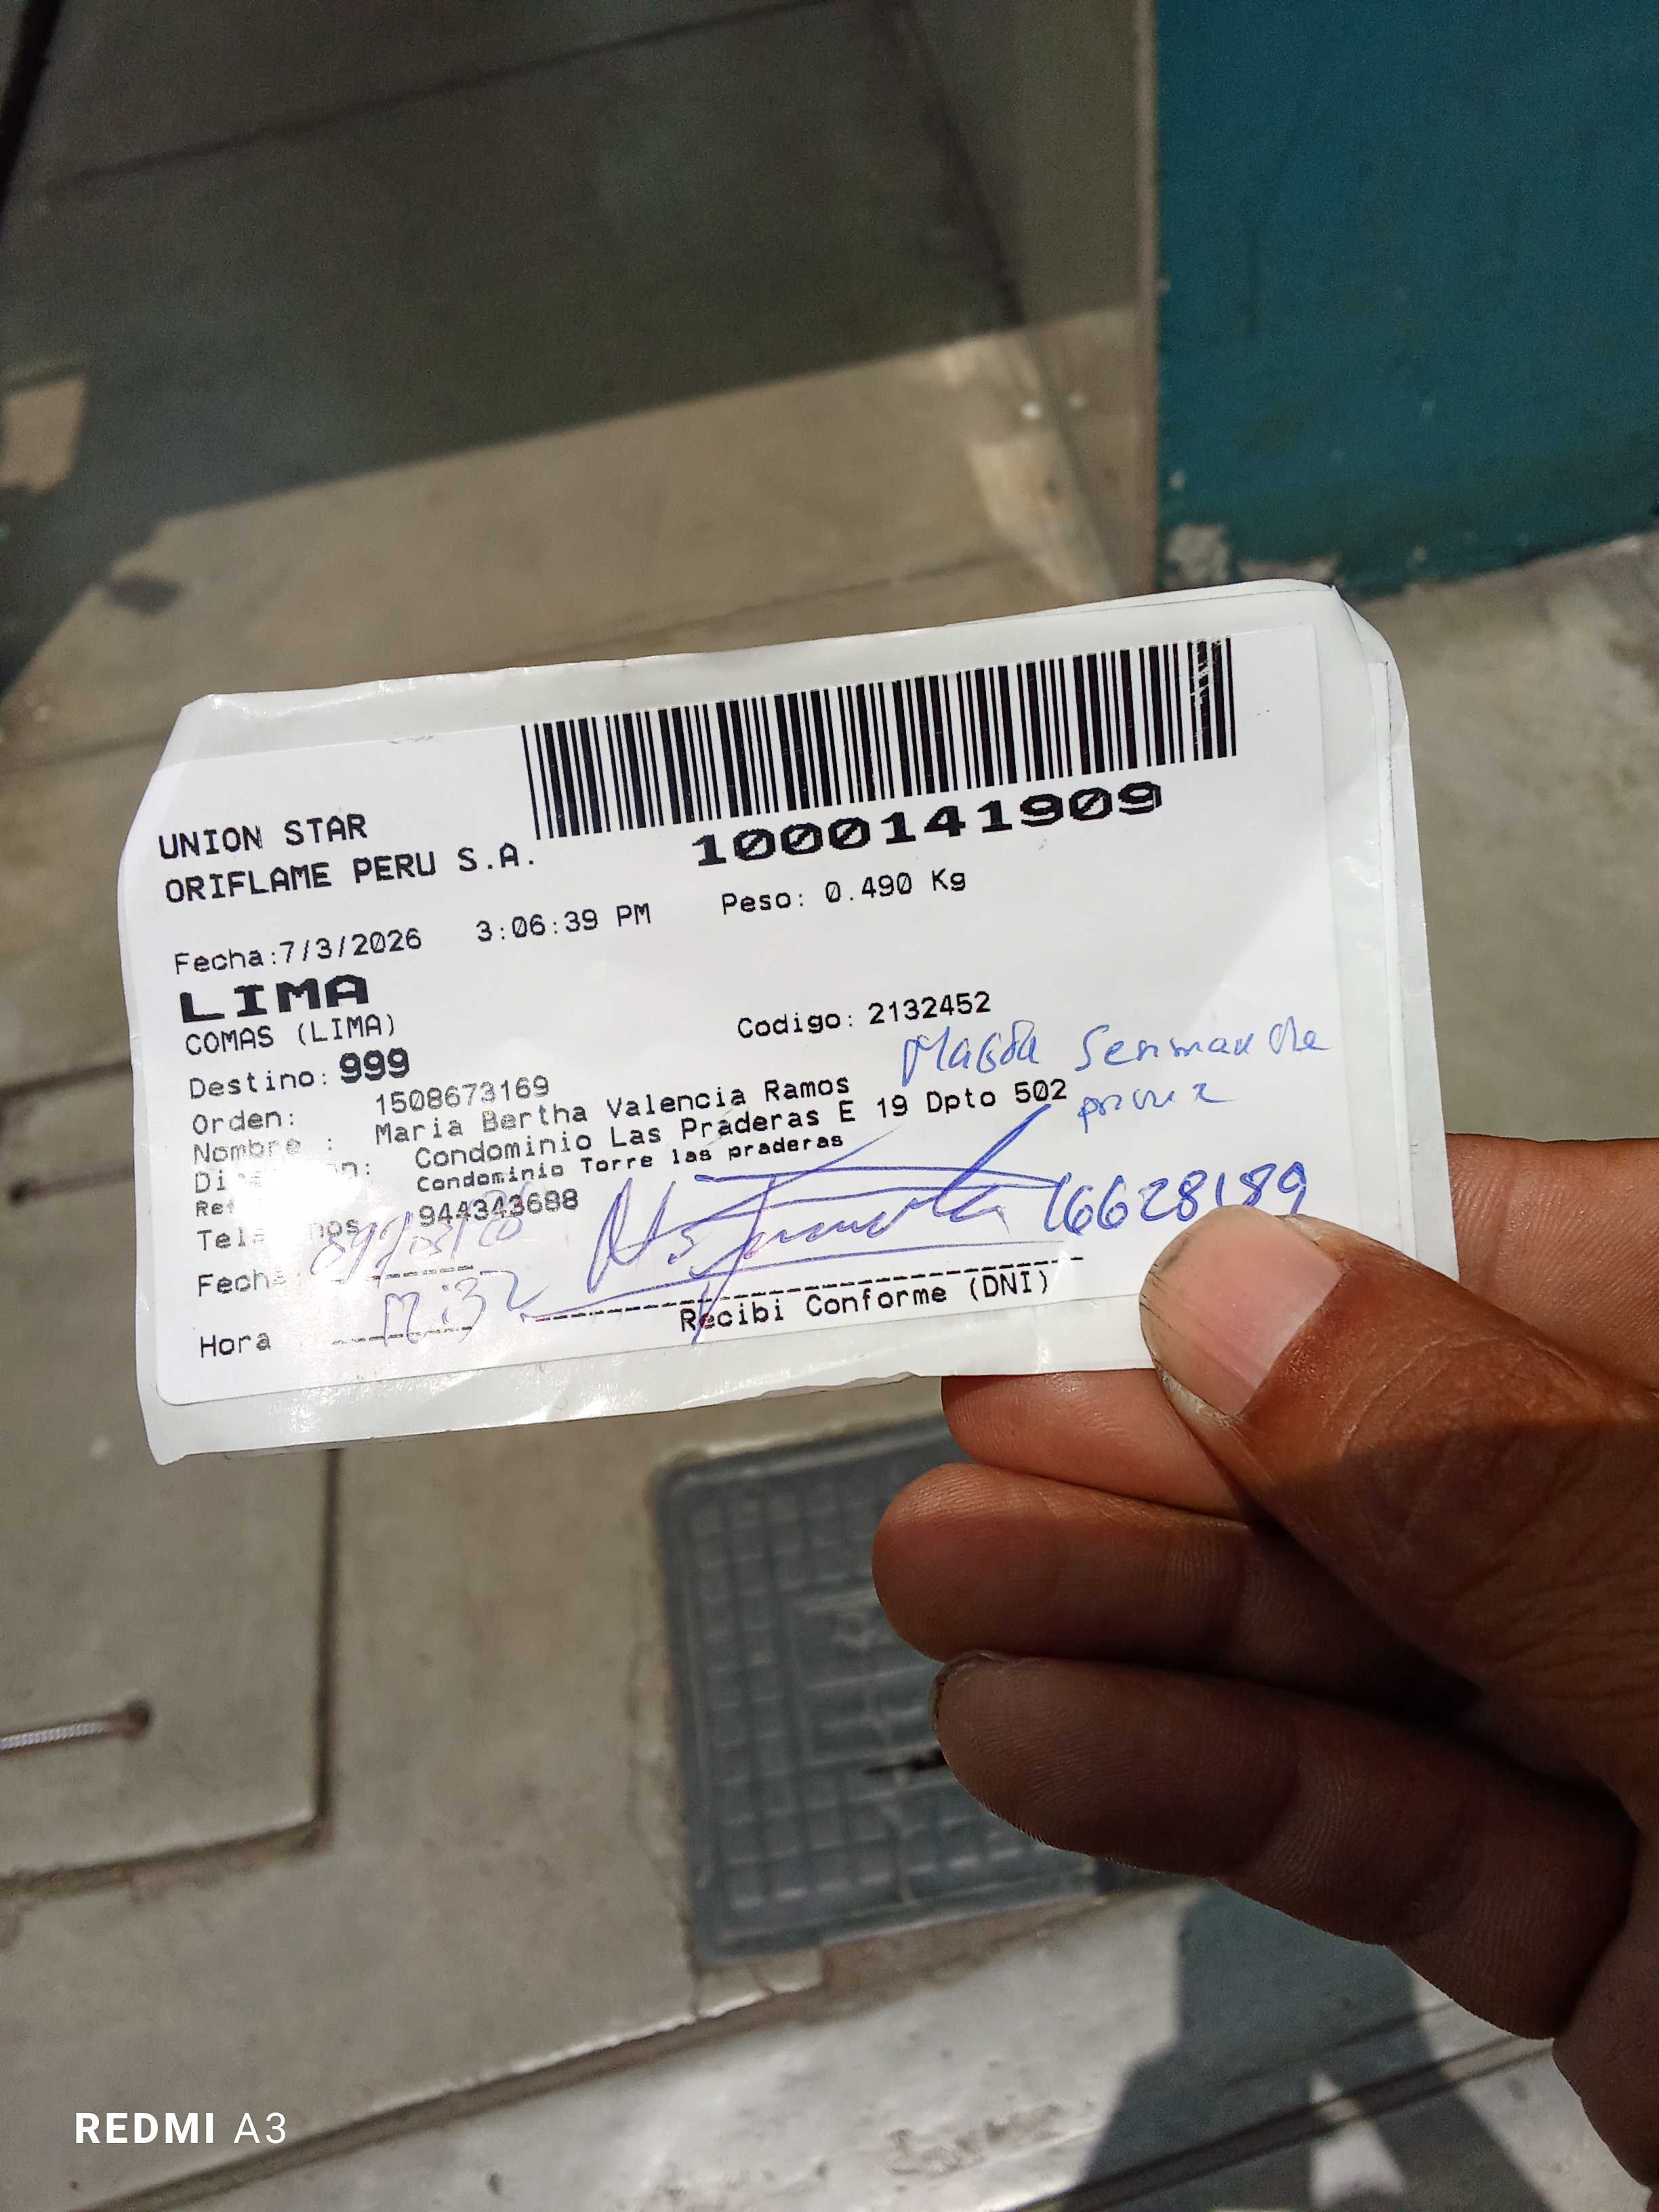 UNION STAR
ORIFLAME PERU S.A.
1000141909
Fecha:7/3/2026 3:06:39 PM Peso: 0.490 Kg
LIMA
COMAS (LIMA)
Codigo: 2132452
Destino: 999
Orden: 1508673169
Nombre : Maria Bertha Valencia Ramos
Condominio Las Praderas E 19 Dpto 502
Condominio Torre las praderas
944343688
Magda
16628189
Fecha:
Hora
Recibi Conforme (DNI)
REDMI A3